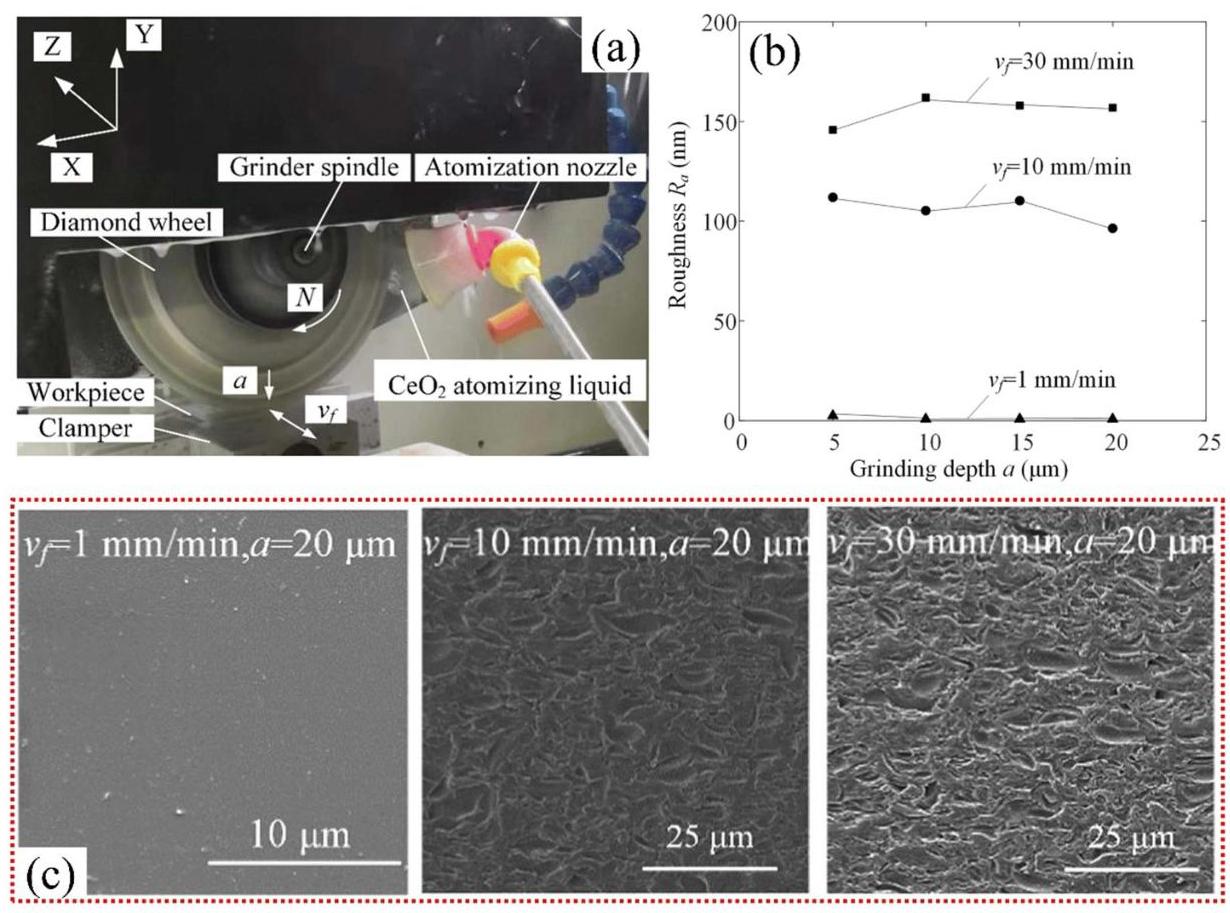 (a)
Z
Y
X
Grinder spindle
Atomization nozzle
Diamond wheel
N
a
CeO₂ atomizing liquid
Workpiece
v_f
Clamper
(b)
200
150
100
50
0
0
5
10
15
20
25
Roughness R_a (nm)
Grinding depth a (μm)
v_f=30 mm/min
v_f=10 mm/min
v_f=1 mm/min
v_f=1 mm/min,a=20 μm
v_f=10 mm/min,a=20 μm
v_f=30 mm/min,a=20 μm
10 μm
25 μm
25 μm
(c)